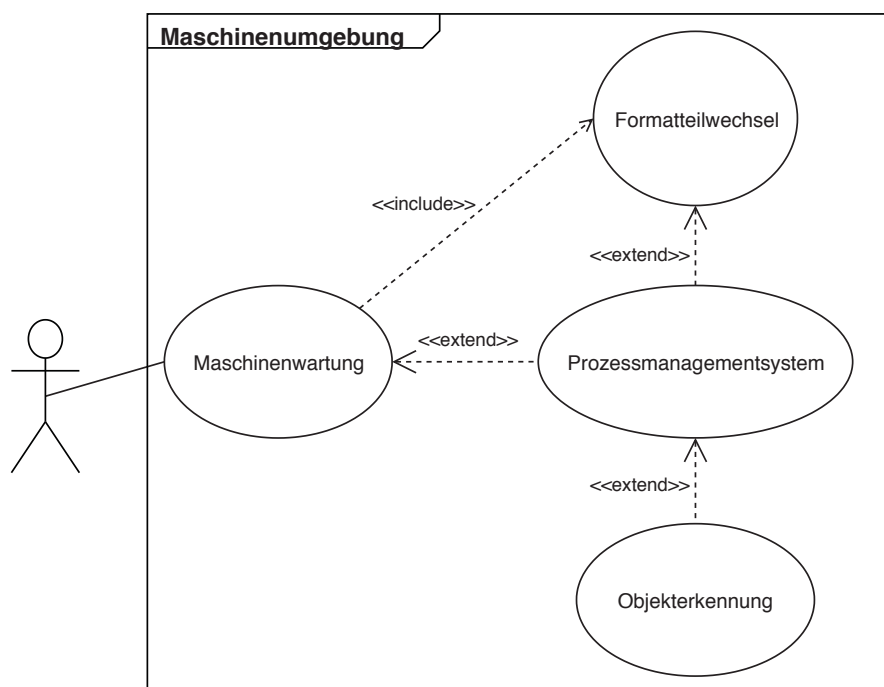 Maschinenumgebung
Formatteilwechsel
<<include>>
<<extend>>
<<extend>>
Maschinenwartung
Prozessmanagementsystem
<<extend>>
Objekterkennung